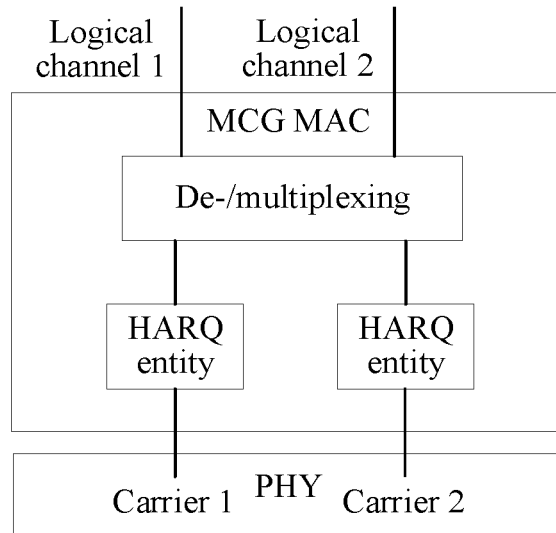 Logical
channel 1
Logical
channel 2
MCG MAC
De-/multiplexing
HARQ
entity
HARQ
entity
PHY
Carrier 1
Carrier 2